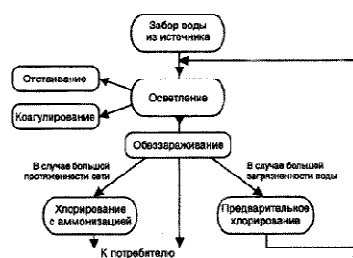 Забор воды
из источника
Отстаивание
Осветление
Коагулирование
Обеззараживание
В случае большой
протяженности сети
В случае большей
загрязненности воды
Хлорирование
с аммонизацией
Предварительное
хлорирование
К потребителю